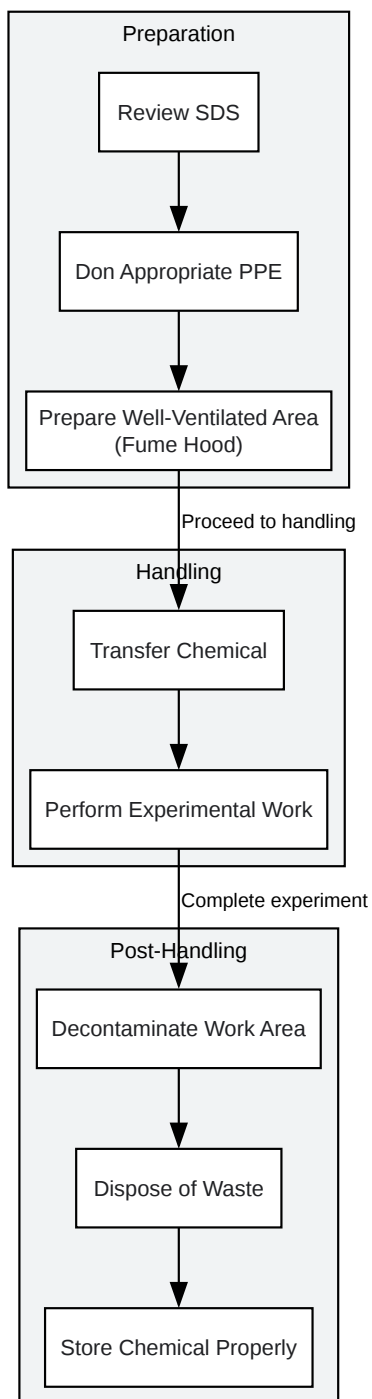 Preparation
Review SDS
Don Appropriate PPE
Prepare Well-Ventilated Area
(Fume Hood)
Proceed to handling
Handling
Transfer Chemical
Perform Experimental Work
Complete experiment
Post-Handling
Decontaminate Work Area
Dispose of Waste
Store Chemical Properly